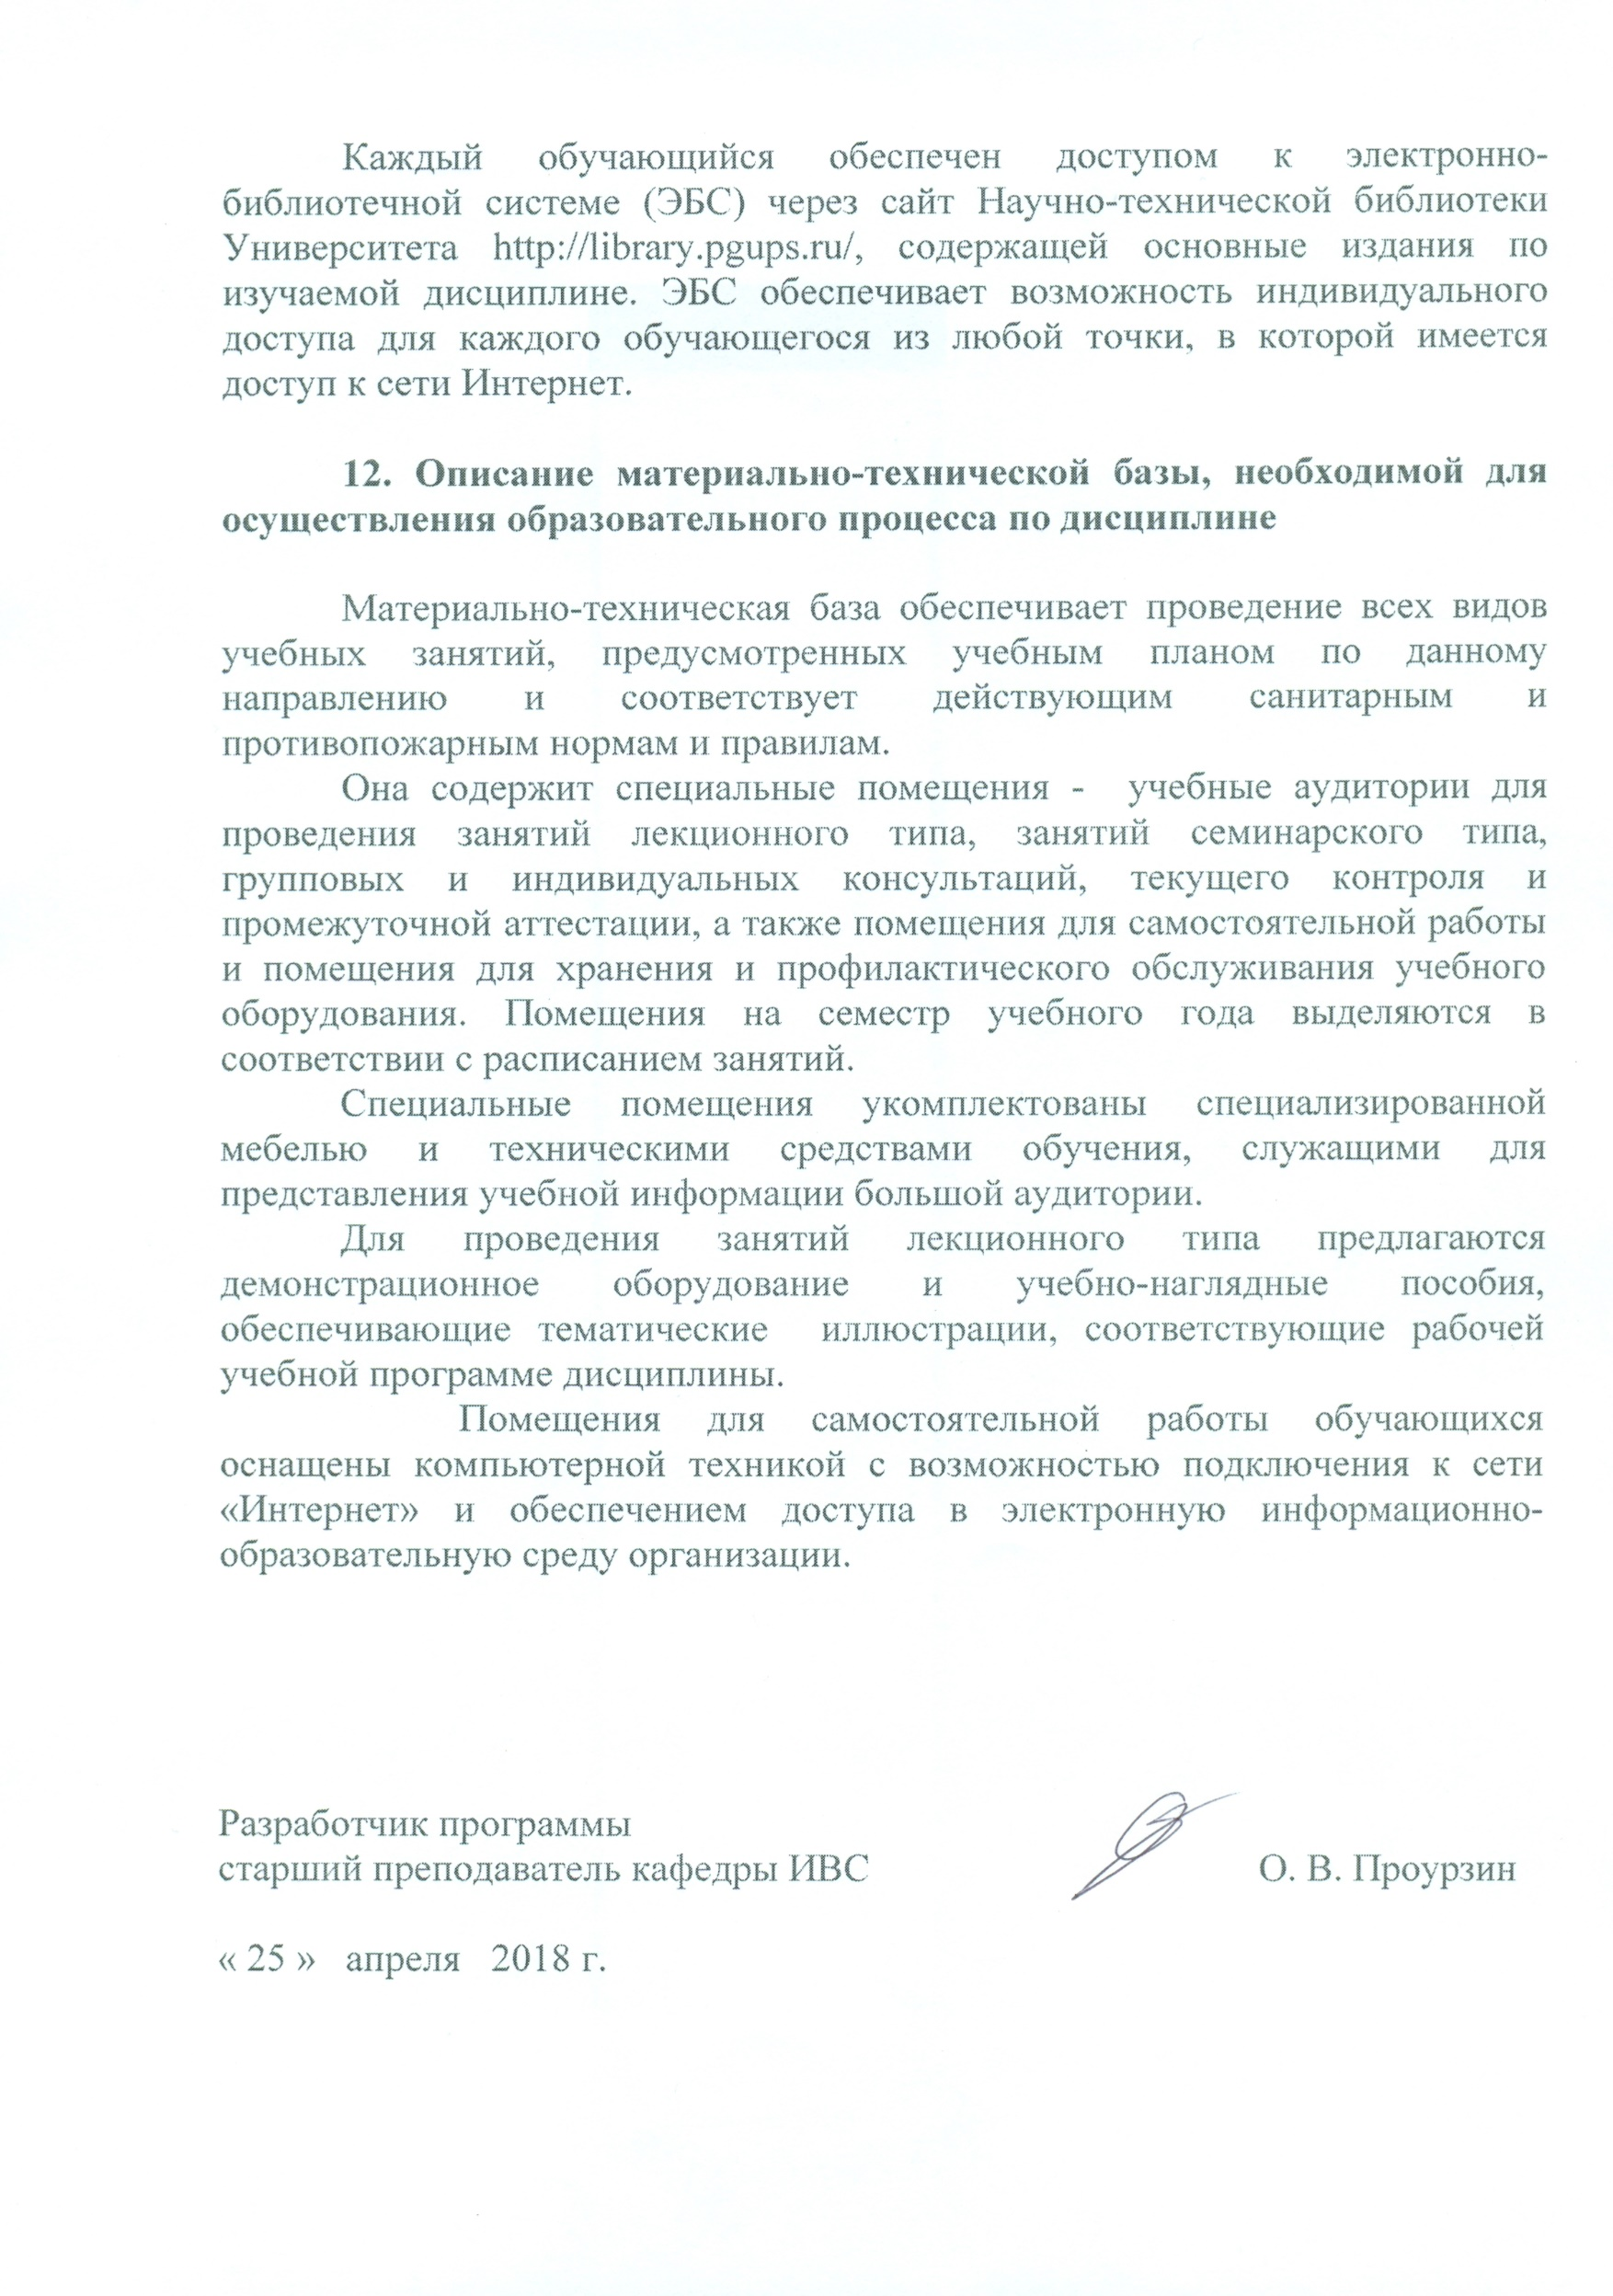 Каждый обучающийся обеспечен доступом к электронно-
библиотечной системе (ЭБС) через сайт Научно-технической библиотеки
Университета http://library.pgups.ru/, содержащей основные издания по
изучаемой дисциплине. ЭБС обеспечивает возможность индивидуального
доступа для каждого обучающегося из любой точки, в которой имеется
доступ к сети Интернет.
12. Описание материально-технической базы, необходимой для
осуществления образовательного процесса по дисциплине
Материально-техническая база обеспечивает проведение всех видов
учебных занятий, предусмотренных учебным планом по данному
направлению и соответствует действующим санитарным и
противопожарным нормам и правилам.
Она содержит специальные помещения - учебные аудитории для
проведения занятий лекционного типа, занятий семинарского типа,
групповых и индивидуальных консультаций, текущего контроля и
промежуточной аттестации, а также помещения для самостоятельной работы
и помещения для хранения и профилактического обслуживания учебного
оборудования. Помещения на семестр учебного года выделяются в
соответствии с расписанием занятий.
Специальные помещения укомплектованы специализированной
мебелью и техническими средствами обучения, служащими для
представления учебной информации большой аудитории.
Для проведения занятий лекционного типа предлагаются
демонстрационное оборудование и учебно-наглядные пособия,
обеспечивающие тематические иллюстрации, соответствующие рабочей
учебной программе дисциплины.
Помещения для самостоятельной работы обучающихся
оснащены компьютерной техникой с возможностью подключения к сети
«Интернет» и обеспечением доступа в электронную информационно-
образовательную среду организации.
Разработчик программы
старший преподаватель кафедры ИВС О. В. Проурзин
« 25 » апреля 2018 г.